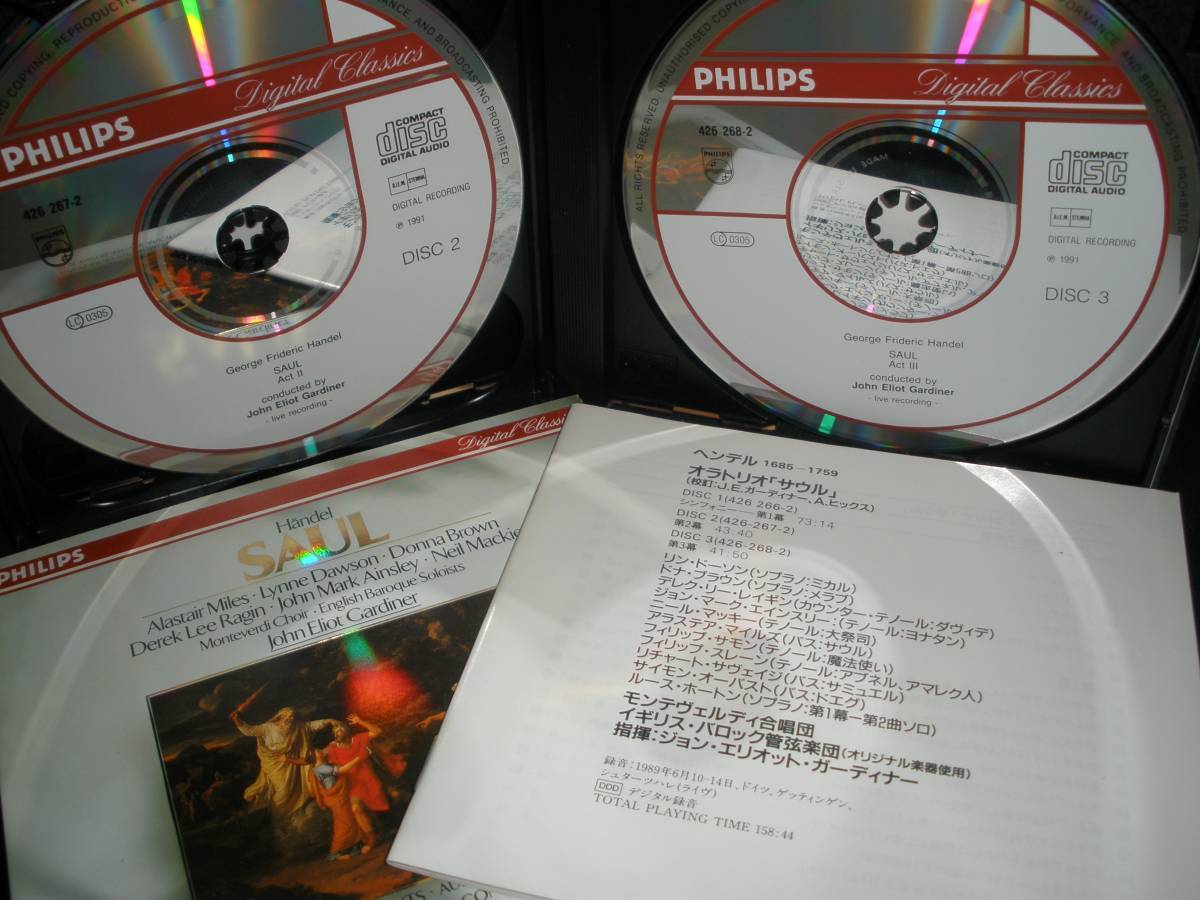 D COPYING, REPRODUCTION
MANCE, AND BROADCASTING PROHIBITED.
PHILIPS
Digital Classics
COMPACT
disc
DIGITAL AUDIO
426 267-2
B.I.E.M. STEMRA
DIGITAL RECORDING
℗ 1991
DISC 2
LC 0305
George Frideric Handel
SAUL
Act II
conducted by
John Eliot Gardiner
- live recording -
ALL RIGHTS RESERVED. UNAUTHORISED COPYING
FORMANCE, AND BROADCASTING PROHIBITED
PHILIPS
Digital Classics
426 268-2
PHILIPS
COMPACT
disc
DIGITAL AUDIO
B.I.E.M. STEMRA
LC 0305
DIGITAL RECORDING
℗ 1991
DISC 3
George Frideric Handel
SAUL
Act III
conducted by
John Eliot Gardiner
- live recording -
Digital Classics
PHILIPS
Händel
SAUL
Alastair Miles · Lynne Dawson · Donna Brown
Derek Lee Ragin · John Mark Ainsley · Neil Mackie
Monteverdi Choir · English Baroque Soloists
John Eliot Gardiner
ヘンデル 1685-1759
オラトリオ「サウル」
(校訂:J.E.ガーディナー、A.ヒックス)
DISC 1(426 266-2)
シンフォニー――第1幕 73:14
DISC 2(426-267-2)
第2幕 43:40
DISC 3(426-268-2)
第3幕 41:50
リン・ドーソン(ソプラノ:ミカル)
ドナ・ブラウン(ソプラノ:メラブ)
デレク・リー・レイギン(カウンター・テノール:ダヴィデ)
ジョン・マーク・エインスリー:(テノール:ヨナタン)
ニール・マッキー(テノール:大祭司)
アラステア・マイルズ(バス:サウル)
フィリップ・サモン(テノール:魔法使い)
フィリップ・スレーン(テノール:アブネル、アマレク人)
リチャート・サヴェイジ(バス:サミュエル)
サイモン・オーバスト(バス:ドエグ)
ルース・ホートン(ソプラノ:第1幕―第2曲ソロ)
モンテヴェルディ合唱団
イギリス・バロック管弦楽団(オリジナル楽器使用)
指揮:ジョン・エリオット・ガーディナー
録音:1989年6月10-14日、ドイツ、ゲッティンゲン、
シュターツハレ(ライヴ)
DDD デジタル録音
TOTAL PLAYING TIME 158:44